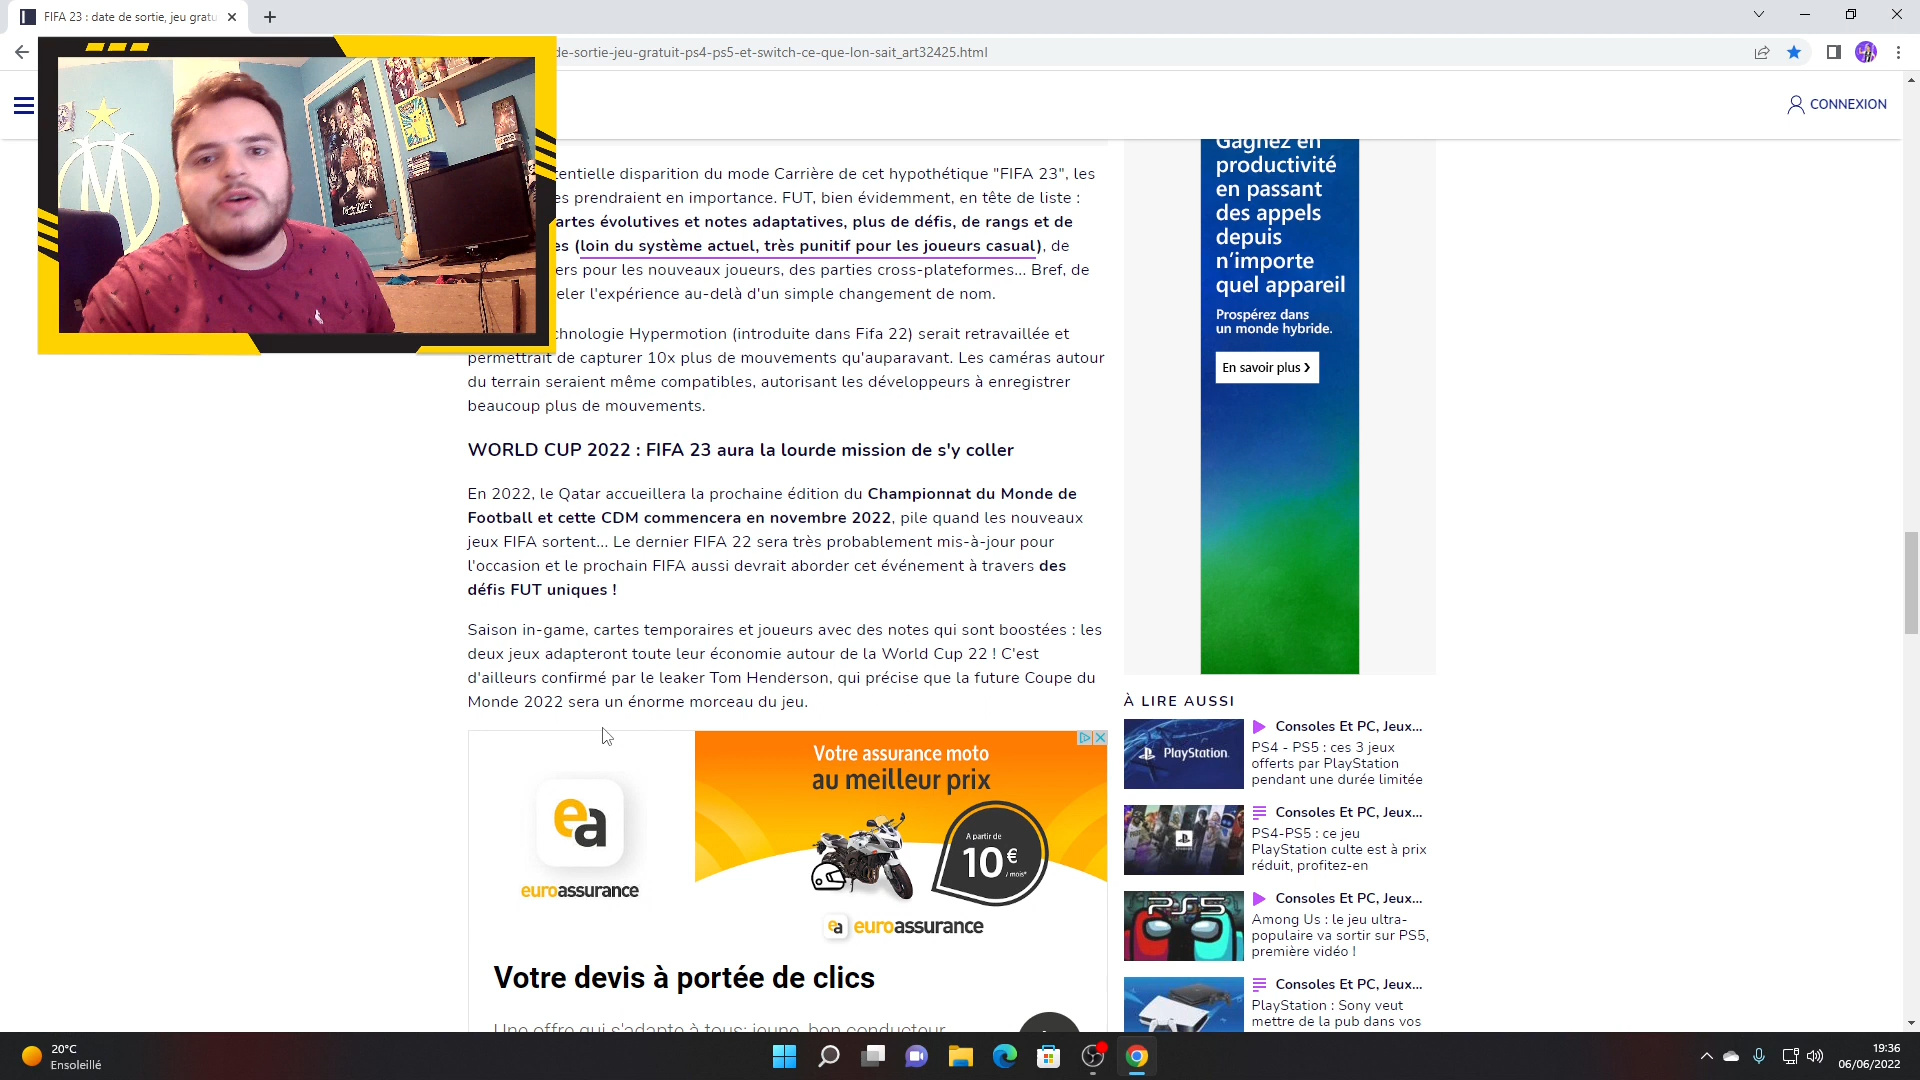 FIFA 23 : date de sortie, jeu gratu
de-sortie-jeu-gratuit-ps4-ps5-et-switch-ce-que-lon-sait_art32425.html
CONNEXION
tentielle disparition du mode Carrière de cet hypothétique "FIFA 23", les
es prendraient en importance. FUT, bien évidemment, en tête de liste :
artes évolutives et notes adaptatives, plus de défis, de rangs et de
es (loin du système actuel, très punitif pour les joueurs casual), de
ers pour les nouveaux joueurs, des parties cross-plateformes... Bref, de
eler l'expérience au-delà d'un simple changement de nom.
chnologie Hypermotion (introduite dans Fifa 22) serait retravaillée et
permettrait de capturer 10x plus de mouvements qu'auparavant. Les caméras autour
du terrain seraient même compatibles, autorisant les développeurs à enregistrer
beaucoup plus de mouvements.
WORLD CUP 2022 : FIFA 23 aura la lourde mission de s'y coller
En 2022, le Qatar accueillera la prochaine édition du Championnat du Monde de
Football et cette CDM commencera en novembre 2022, pile quand les nouveaux
jeux FIFA sortent... Le dernier FIFA 22 sera très probablement mis-à-jour pour
l'occasion et le prochain FIFA aussi devrait aborder cet événement à travers des
défis FUT uniques !
Saison in-game, cartes temporaires et joueurs avec des notes qui sont boostées : les
deux jeux adapteront toute leur économie autour de la World Cup 22 ! C'est
d'ailleurs confirmé par le leaker Tom Henderson, qui précise que la future Coupe du
Monde 2022 sera un énorme morceau du jeu.
ea
euroassurance
Votre assurance moto
au meilleur prix
A partir de
10 €
/ mois*
ea euroassurance
Votre devis à portée de clics
Une offre qui s'adapte à tous: jeune, bon conducteur
Gagnez en
productivité
en passant
des appels
depuis
n'importe
quel appareil
Prospérez dans
un monde hybride.
En savoir plus ❯
À LIRE AUSSI
PlayStation
Consoles Et PC, Jeux...
PS4 - PS5 : ces 3 jeux
offerts par PlayStation
pendant une durée limitée
Consoles Et PC, Jeux...
PS4-PS5 : ce jeu
PlayStation culte est à prix
réduit, profitez-en
PS5
Consoles Et PC, Jeux...
Among Us : le jeu ultra-
populaire va sortir sur PS5,
première vidéo !
Consoles Et PC, Jeux...
PlayStation : Sony veut
mettre de la pub dans vos
20°C
Ensoleillé
19:36
06/06/2022